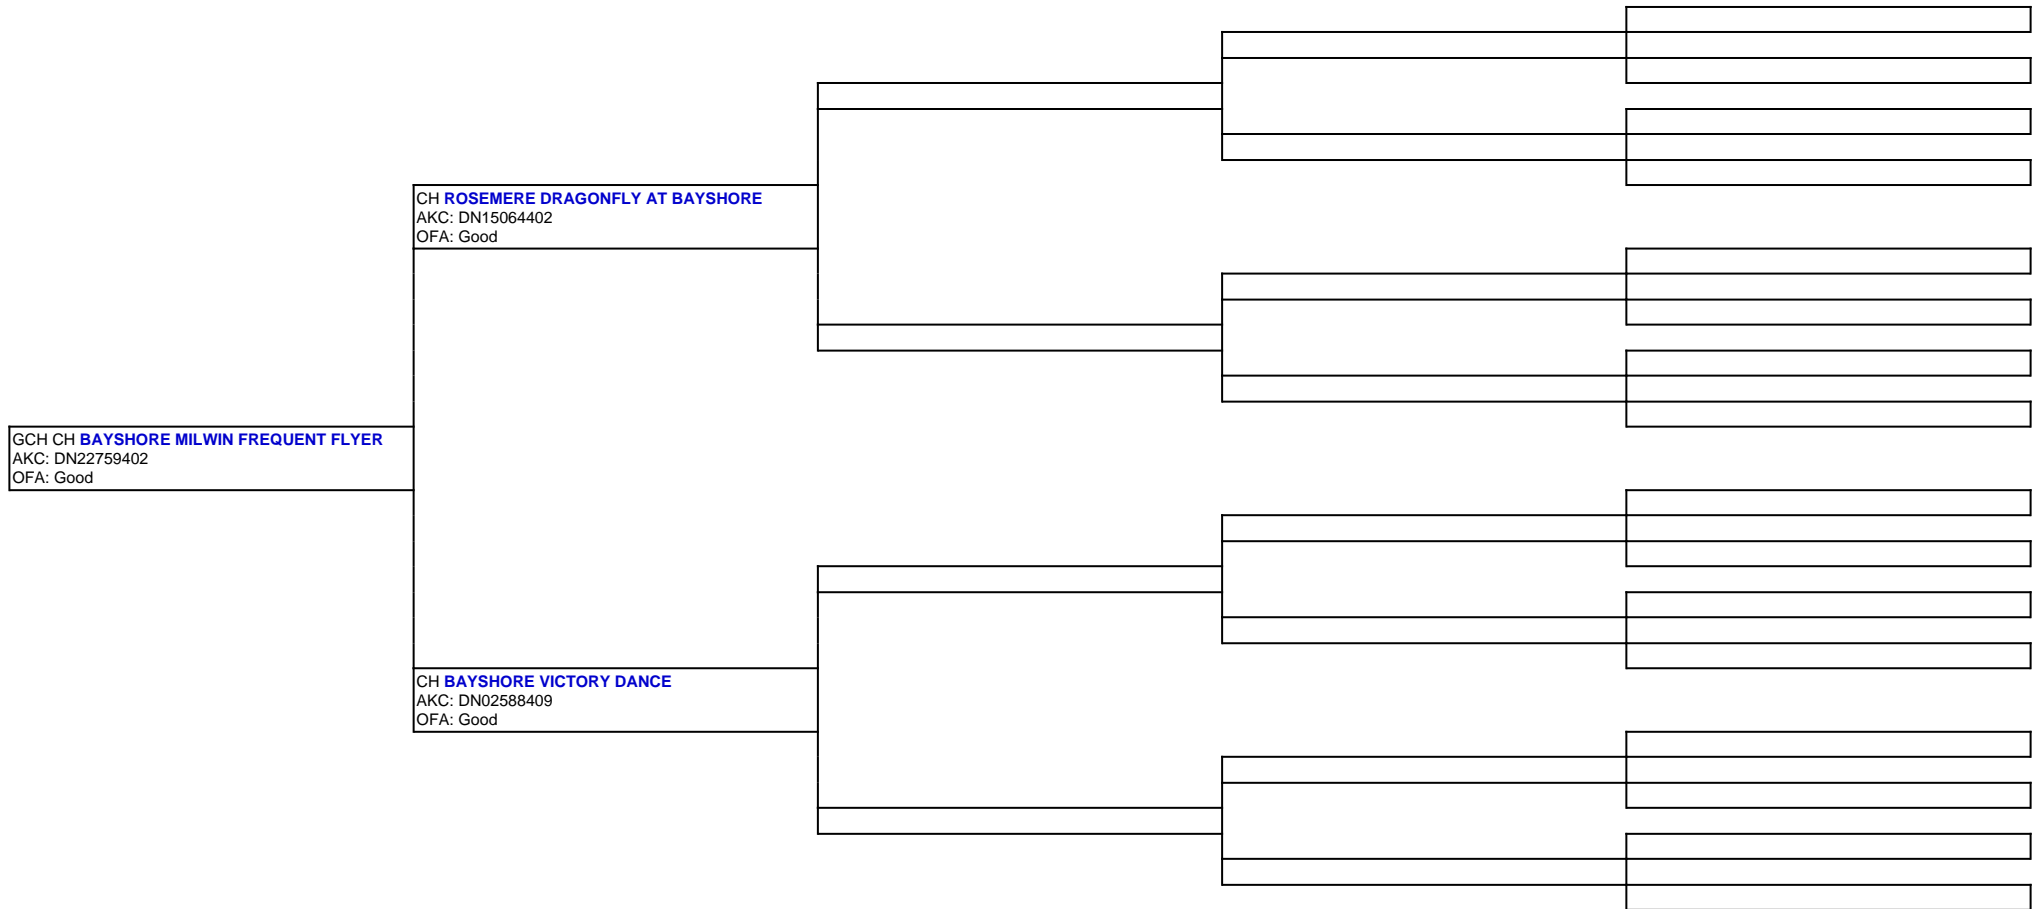 CH ROSEMERE DRAGONFLY AT BAYSHORE
AKC: DN15064402
OFA: Good
GCH CH BAYSHORE MILWIN FREQUENT FLYER
AKC: DN22759402
OFA: Good
CH BAYSHORE VICTORY DANCE
AKC: DN02588409
OFA: Good